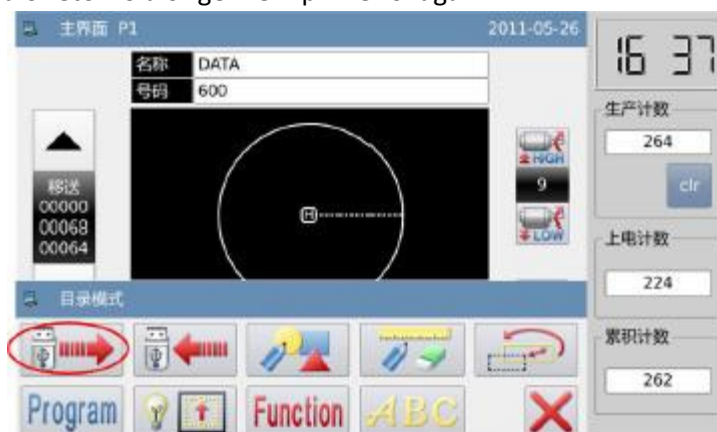 主界面 P1
2011-05-26
16 37
名称 DATA
号码 600
生产计数
264
clr
移送
00000
00068
00064
HIGH
9
LOW
H
上电计数
224
目录模式
累积计数
262
Program
Function
ABC